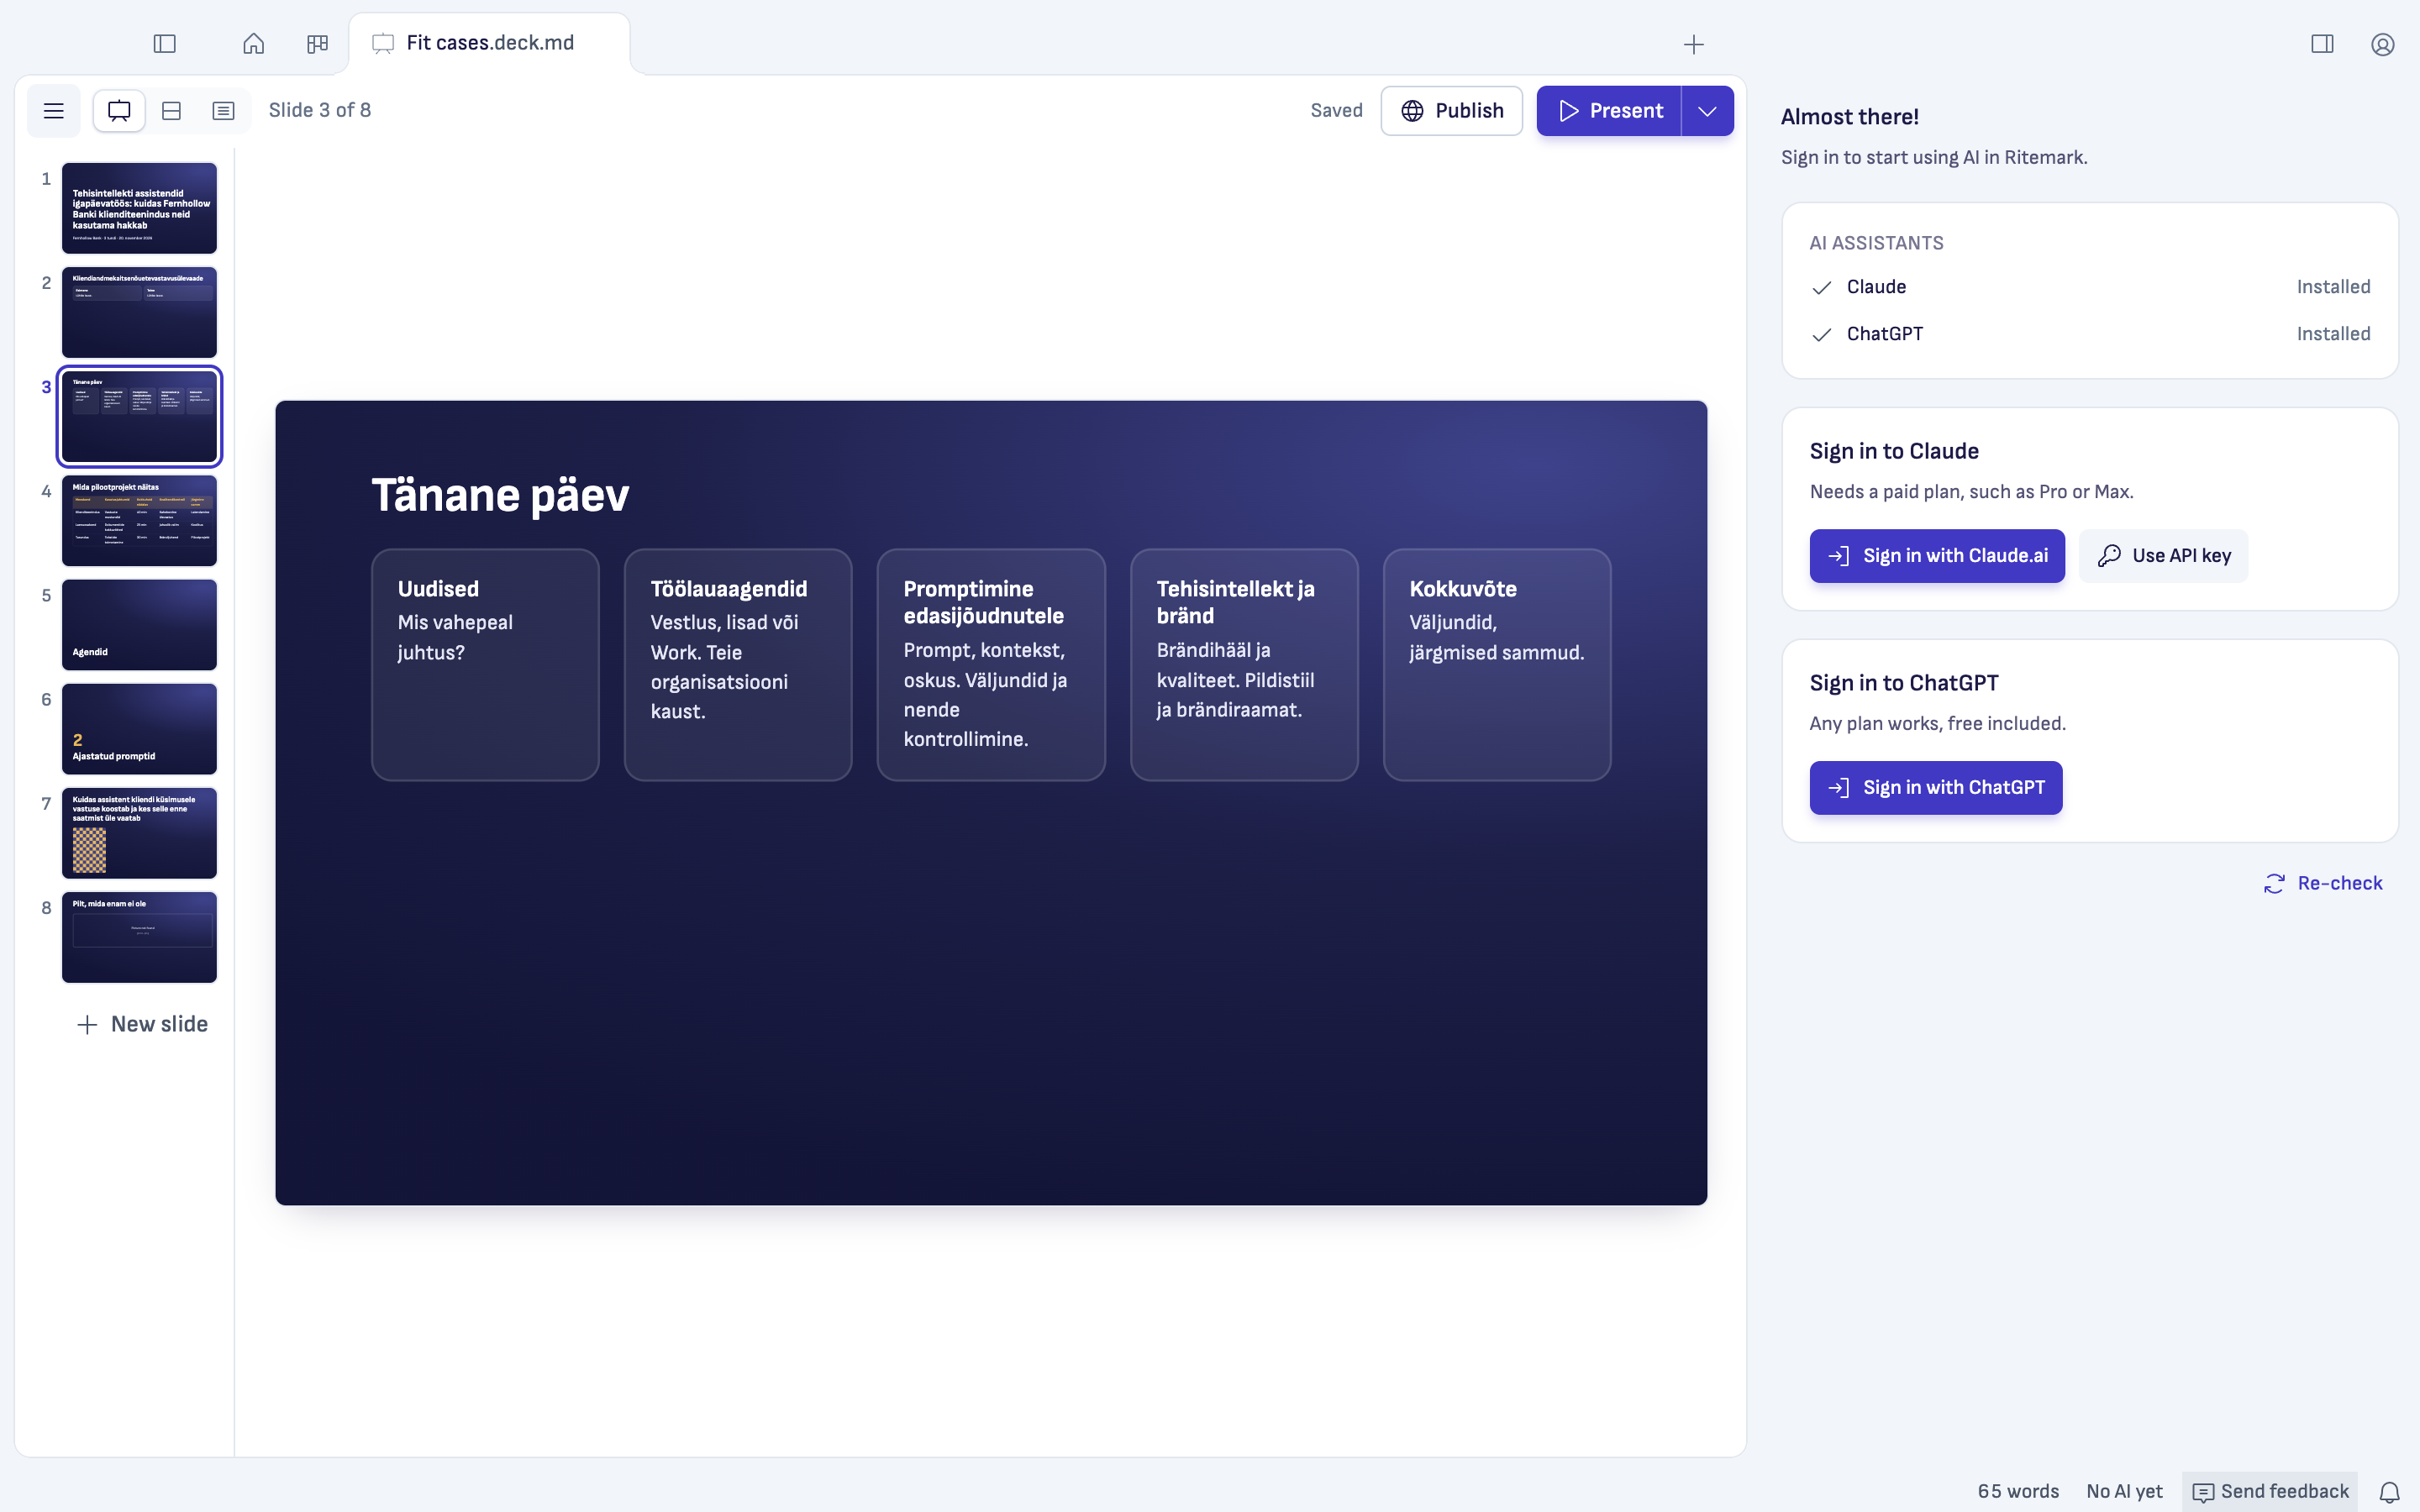 Fit cases.deck.md
Slide 3 of 8
Saved
Publish
Present
1
Tehisintellekti assistendid
igapäevatöös: kuidas Fernhollow
Banki klienditeenindus neid
kasutama hakkab
2
Kliendiandmekaitsenõuetevastavusülevaade
3
Tänane päev
4
Mida pilootprojekt näitas
5
Agendid
6
2
Ajastatud promptid
7
Kuidas assistent kliendi küsimusele
vastuse koostab ja kes selle enne
saatmist üle vaatab
8
Pilt, mida enam ei ole
New slide
Tänane päev
Uudised
Mis vahepeal
juhtus?
Töölauaagendid
Vestlus, lisad või
Work. Teie
organisatsiooni
kaust.
Promptimine
edasijõudnutele
Prompt, kontekst,
oskus. Väljundid ja
nende
kontrollimine.
Tehisintellekt ja
bränd
Brändihääl ja
kvaliteet. Pildistiil
ja brändiraamat.
Kokkuvõte
Väljundid,
järgmised sammud.
Almost there!
Sign in to start using AI in Ritemark.
AI ASSISTANTS
Claude Installed
ChatGPT Installed
Sign in to Claude
Needs a paid plan, such as Pro or Max.
Sign in with Claude.ai
Use API key
Sign in to ChatGPT
Any plan works, free included.
Sign in with ChatGPT
Re-check
65 words
No AI yet
Send feedback